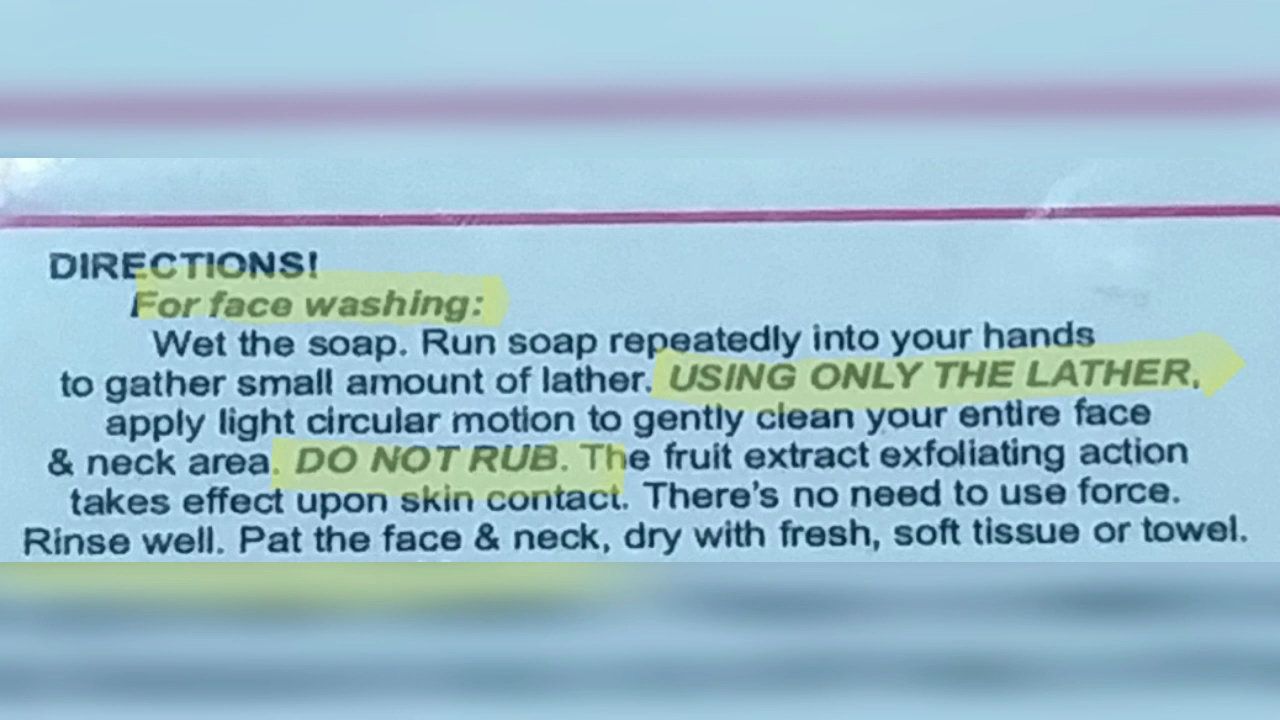 DIRECTIONS!
For face washing:
Wet the soap. Run soap repeatedly into your hands
to gather small amount of lather. USING ONLY THE LATHER,
apply light circular motion to gently clean your entire face
& neck area. DO NOT RUB. The fruit extract exfoliating action
takes effect upon skin contact. There's no need to use force.
Rinse well. Pat the face & neck, dry with fresh, soft tissue or towel.